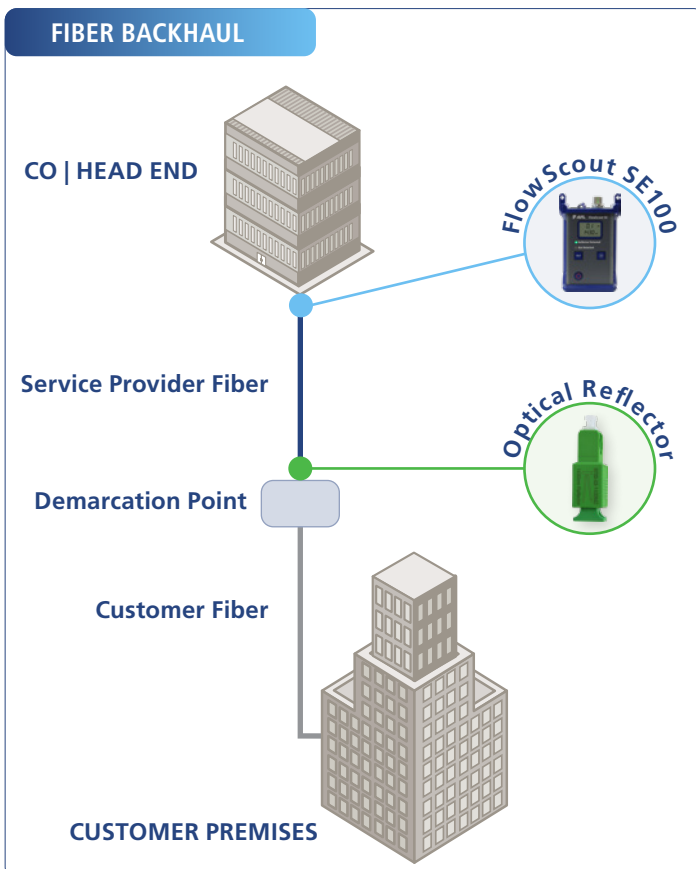 FIBER BACKHAUL
CO | HEAD END
FlowScout SE100
Service Provider Fiber
Optical Reflector
Demarcation Point
Customer Fiber
CUSTOMER PREMISES